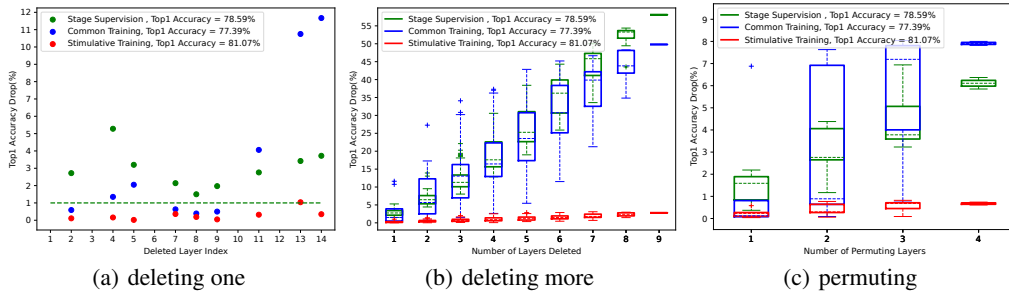 Stage Supervision , Top1 Accuracy = 78.59%
Common Training, Top1 Accuracy = 77.39%
Stimulative Training, Top1 Accuracy = 81.07%
Top1 Accuracy Drop(%)
12
11
10
9
8
7
6
5
4
3
2
1
0
1 2 3 4 5 6 7 8 9 10 11 12 13 14
Deleted Layer Index
(a) deleting one
Stage Supervision , Top1 Accuracy = 78.59%
Common Training, Top1 Accuracy = 77.39%
Stimulative Training, Top1 Accuracy = 81.07%
Top1 Accuracy Drop(%)
55
50
45
40
35
30
25
20
15
10
5
0
1 2 3 4 5 6 7 8 9
Number of Layers Deleted
(b) deleting more
Stage Supervision , Top1 Accuracy = 78.59%
Common Training, Top1 Accuracy = 77.39%
Stimulative Training, Top1 Accuracy = 81.07%
Top1 Accuracy Drop(%)
8
7
6
5
4
3
2
1
0
1 2 3 4
Number of Permuting Layers
(c) permuting